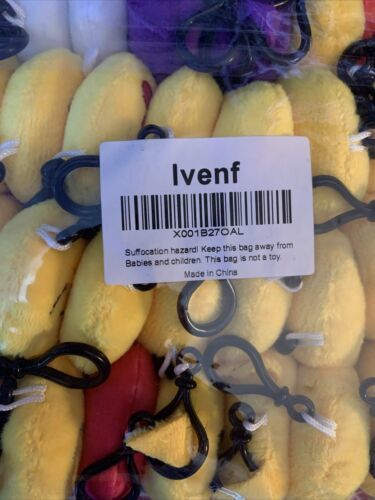 Ivenf
X001B27OAL
Suffocation hazard! Keep this bag away from
Babies and children. This bag is not a toy.
Made in China